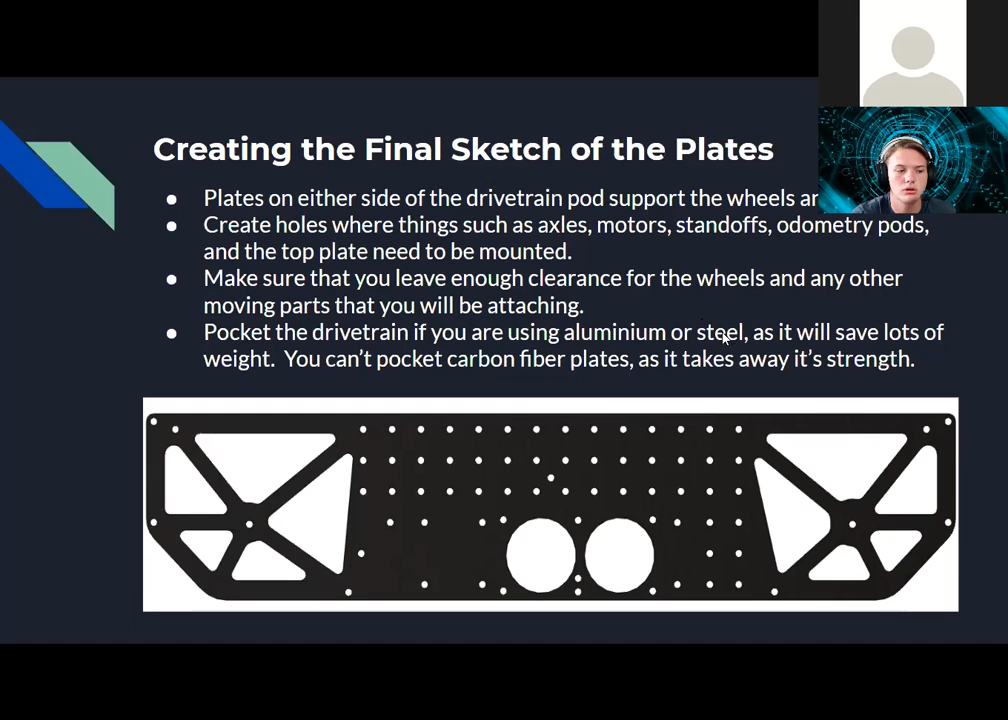 Creating the Final Sketch of the Plates
● Plates on either side of the drivetrain pod support the wheels
● Create holes where things such as axles, motors, standoffs, odometry pods,
and the top plate need to be mounted.
● Make sure that you leave enough clearance for the wheels and any other
moving parts that you will be attaching.
● Pocket the drivetrain if you are using aluminium or steel, as it will save lots of
weight.  You can’t pocket carbon fiber plates, as it takes away it’s strength.